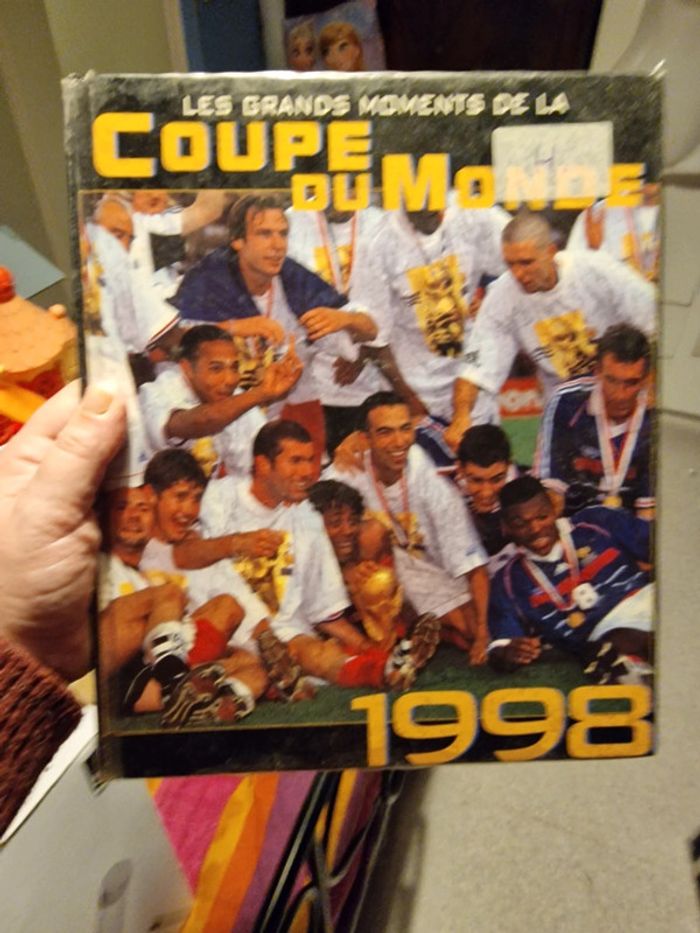 LES GRANDS MOMENTS DE LA
COUPE
DU MONDE
1998